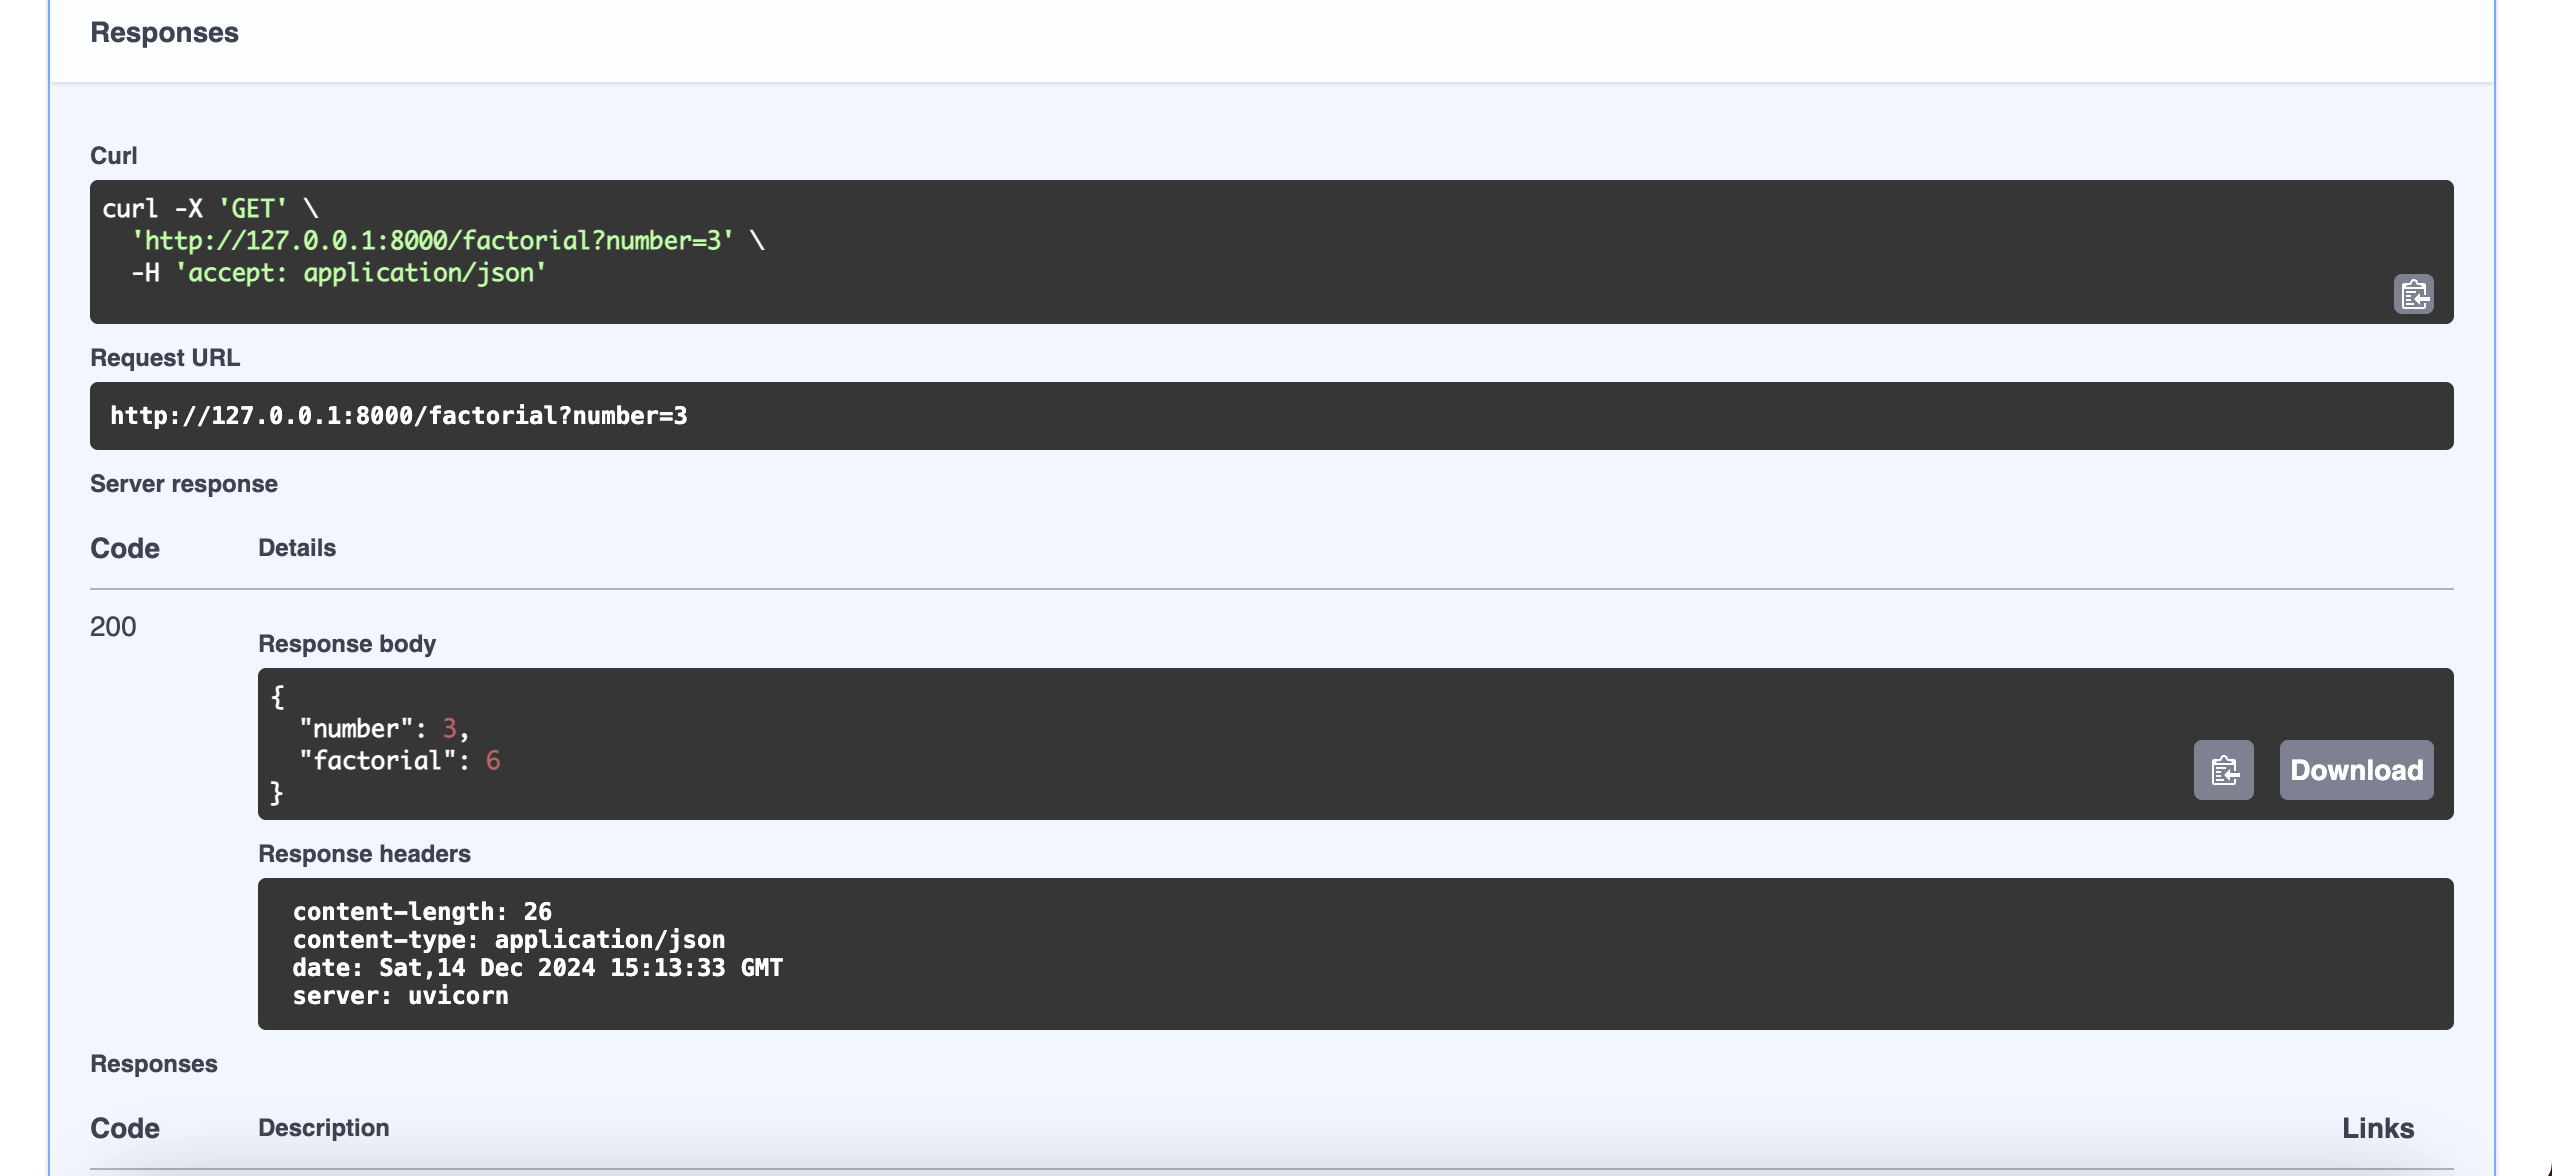 Responses
Curl
curl -X 'GET' \
'http://127.0.0.1:8000/factorial?number=3' \
-H 'accept: application/json'
Request URL
http://127.0.0.1:8000/factorial?number=3
Server response
Code Details
200
Response body
{
"number": 3,
"factorial": 6
}
Download
Response headers
content-length: 26
content-type: application/json
date: Sat,14 Dec 2024 15:13:33 GMT
server: uvicorn
Responses
Code Description Links